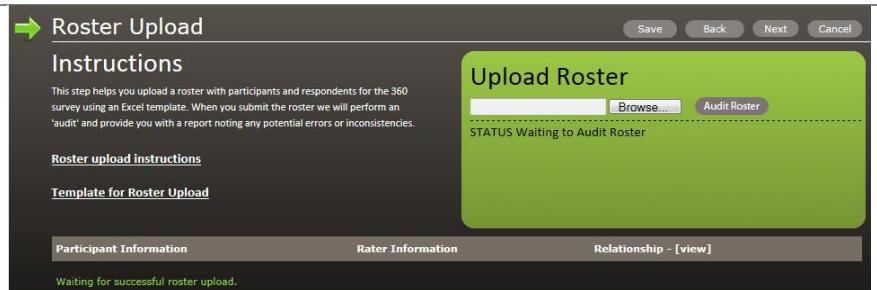 Roster Upload
Save Back Next Cancel
Instructions
This step helps you upload a roster with participants and respondents for the 360
survey using an Excel template. When you submit the roster we will perform an
'audit' and provide you with a report noting any potential errors or inconsistencies.
Roster upload instructions
Template for Roster Upload
Upload Roster
Browse... Audit Roster
STATUS Waiting to Audit Roster
Participant Information Rater Information Relationship - [view]
Waiting for successful roster upload.